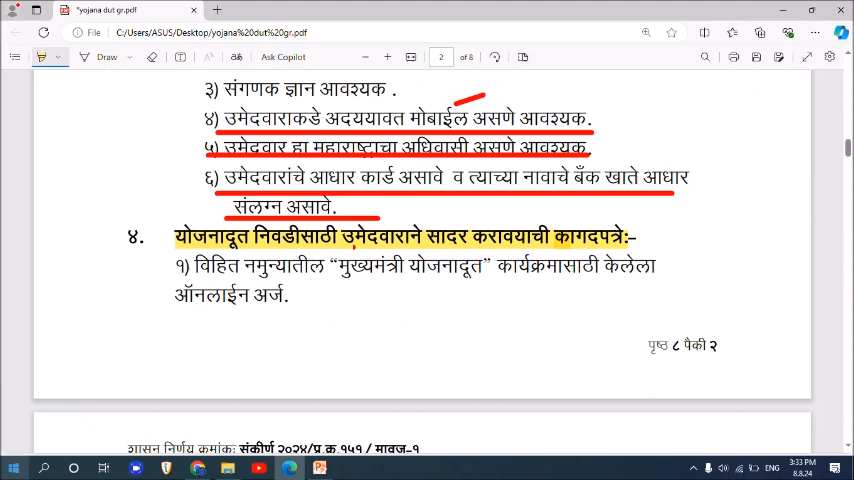 *yojana dut gr.pdf
File
C:/Users/ASUS/Desktop/yojana%20dut%20gr.pdf
Draw
Ask Copilot
2
of 8
३) संगणक ज्ञान आवश्यक .
४) उमेदवाराकडे अदययावत मोबाईल असणे आवश्यक.
५) उमेदवार हा महाराष्ट्राचा अधिवासी असणे आवश्यक.
६) उमेदवारांचे आधार कार्ड असावे व त्याच्या नावाचे बँक खाते आधार
संलग्न असावे.
४. योजनादूत निवडीसाठी उमेदवाराने सादर करावयाची कागदपत्रे:-
१) विहित नमुन्यातील “मुख्यमंत्री योजनादूत” कार्यक्रमासाठी केलेला
ऑनलाईन अर्ज.
पृष्ठ ८ पैकी २
शासन निर्णय क्रमांकः संकीर्ण २०२४/प्र.क्र.१५१ / मावज-१
ENG
3:33 PM
8.8.24